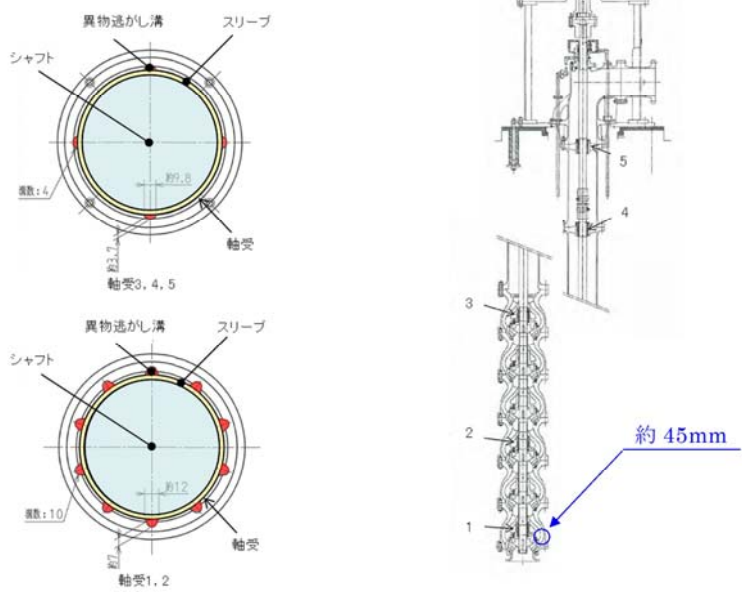 異物逃がし溝
スリーブ
シャフト
約9.8
個数:4
約3.7
軸受
軸受3, 4, 5
異物逃がし溝
スリーブ
シャフト
約12
個数:10
約7
軸受
軸受1, 2
5
4
3
2
1
約 45mm